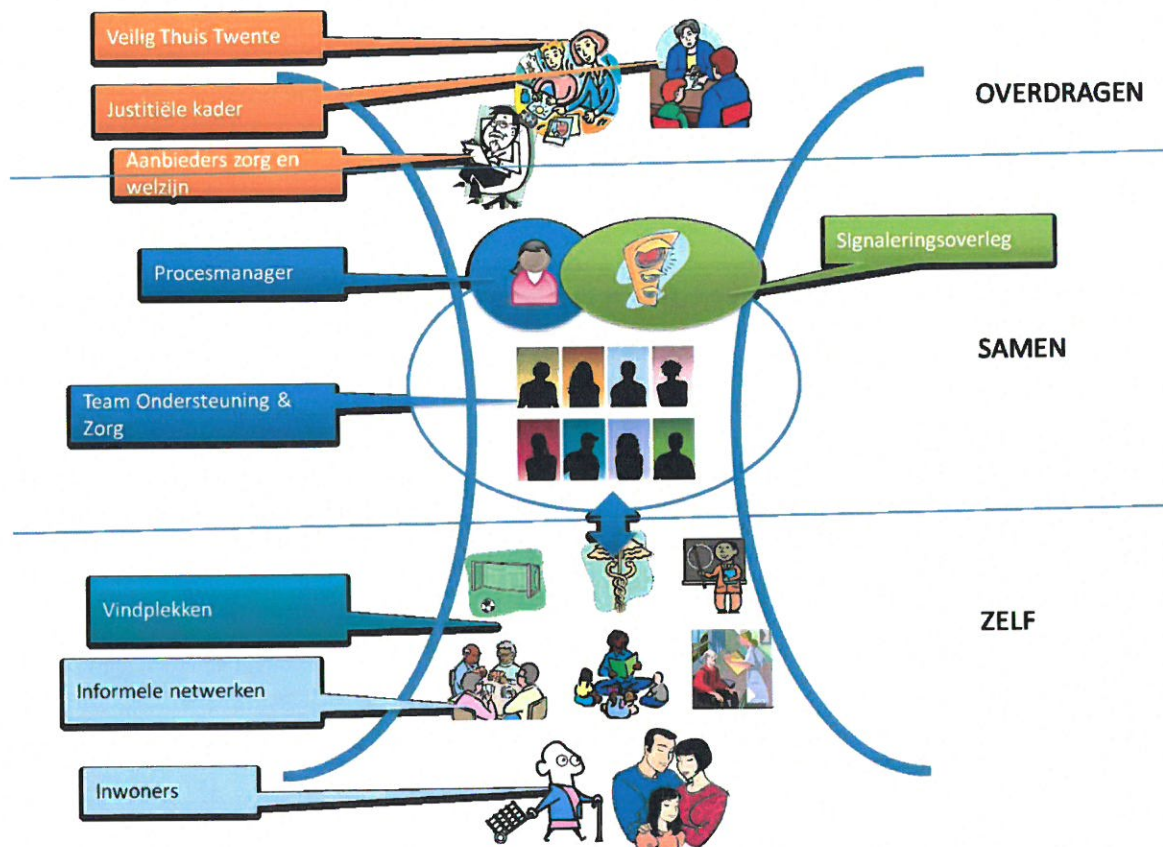 Veilig Thuis Twente
OVERDRAGEN
Justitiële kader
Aanbieders zorg en
welzijn
Signaleringsoverleg
Procesmanager
SAMEN
Team Ondersteuning &
Zorg
Vindplekken
ZELF
Informele netwerken
Inwoners